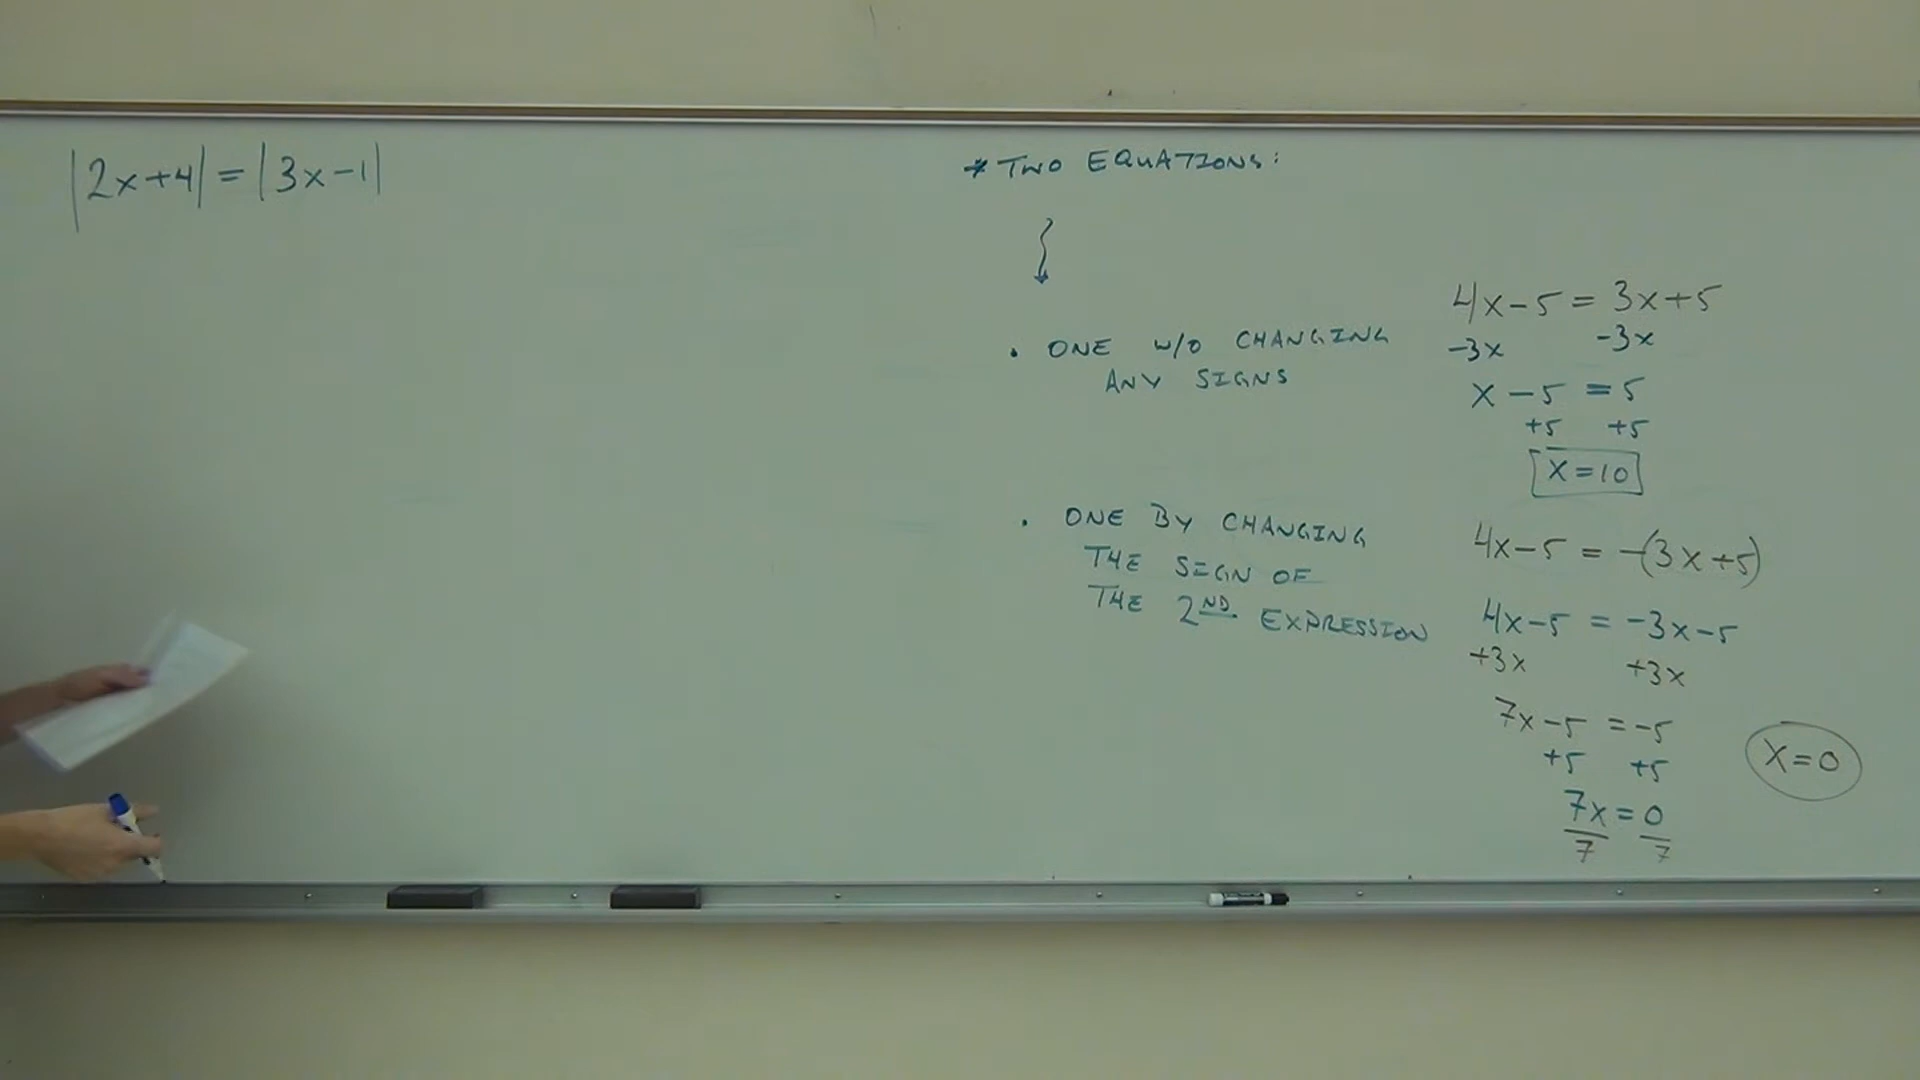 |2x+4| = |3x-1|
* TWO EQUATIONS:
• ONE W/O CHANGING
ANY SIGNS
• ONE BY CHANGING
THE SIGN OF
THE 2ND EXPRESSION
4x-5 = 3x+5
-3x -3x
x-5 = 5
+5 +5
x=10
4x-5 = -(3x+5)
4x-5 = -3x-5
+3x +3x
7x-5 = -5
+5 +5
7x = 0
7 7
x=0